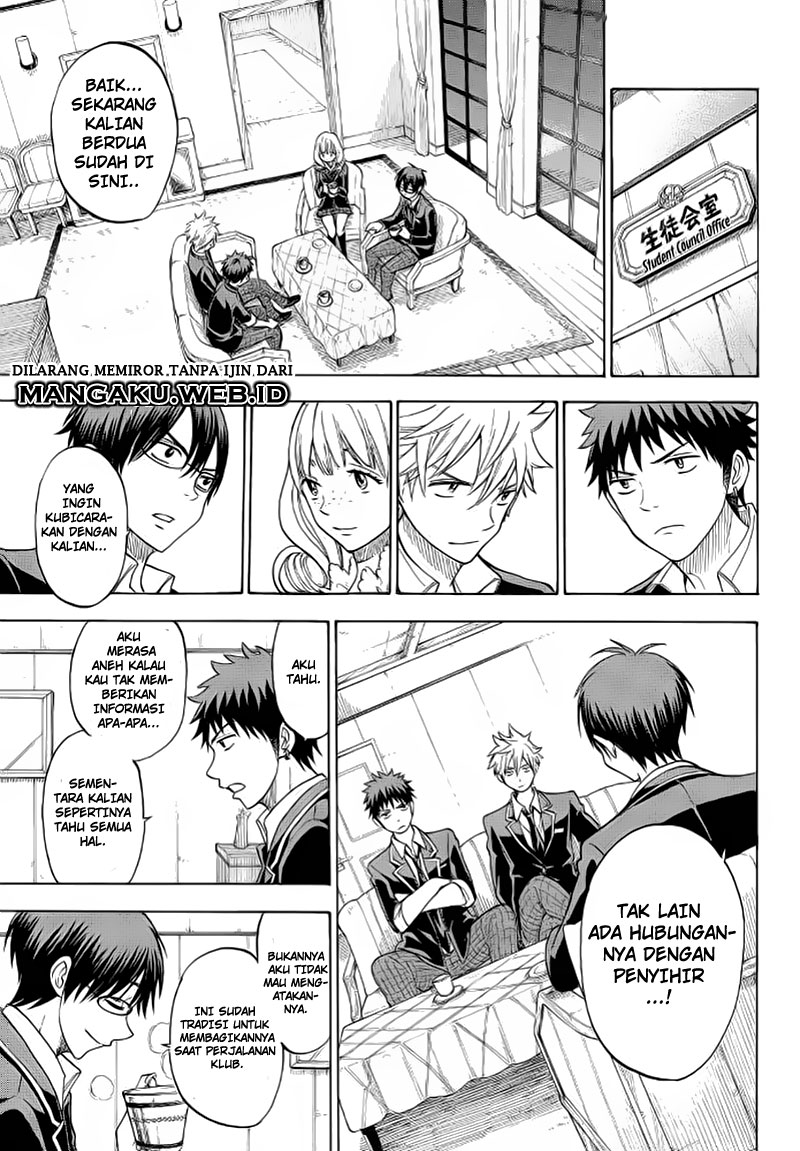 生徒会室
Student Council Office
BAIK...
SEKARANG
KALIAN
BERDUA
SUDAH DI
SINI..
DILARANG MEMIROR TANPA IJIN DARI
MANGAKU.WEB.ID
YANG
INGIN
KUBICARA-
KAN DENGAN
KALIAN...
TAK LAIN
ADA HUBUNGAN-
NYA DENGAN
PENYIHIR
...!
AKU
TAHU.
AKU
MERASA
ANEH KALAU
KAU TAK MEM-
BERIKAN
INFORMASI
APA-APA...
SEMEN-
TARA KALIAN
SEPERTINYA
TAHU SEMUA
HAL.
BUKANNYA
AKU TIDAK
MAU MENG-
ATAKAN-
NYA.
INI SUDAH
TRADISI UNTUK
MEMBAGIKANNYA
SAAT PERJALANAN
KLUB.